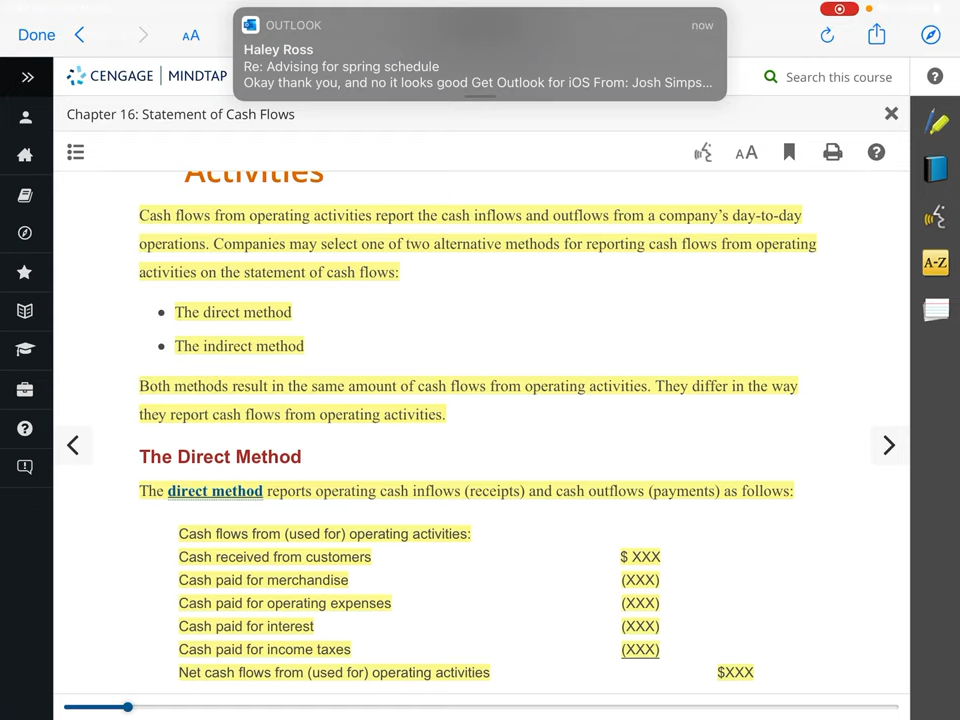 Done
AA
OUTLOOK
now
Haley Ross
Re: Advising for spring schedule
Okay thank you, and no it looks good Get Outlook for iOS From: Josh Simps...
CENGAGE | MINDTAP
Search this course
Chapter 16: Statement of Cash Flows
AA
Activities
Cash flows from operating activities report the cash inflows and outflows from a company's day-to-day
operations. Companies may select one of two alternative methods for reporting cash flows from operating
activities on the statement of cash flows:
• The direct method
• The indirect method
Both methods result in the same amount of cash flows from operating activities. They differ in the way
they report cash flows from operating activities.
The Direct Method
The direct method reports operating cash inflows (receipts) and cash outflows (payments) as follows:
Cash flows from (used for) operating activities:
Cash received from customers $ XXX
Cash paid for merchandise (XXX)
Cash paid for operating expenses (XXX)
Cash paid for interest (XXX)
Cash paid for income taxes (XXX)
Net cash flows from (used for) operating activities $XXX
A-Z